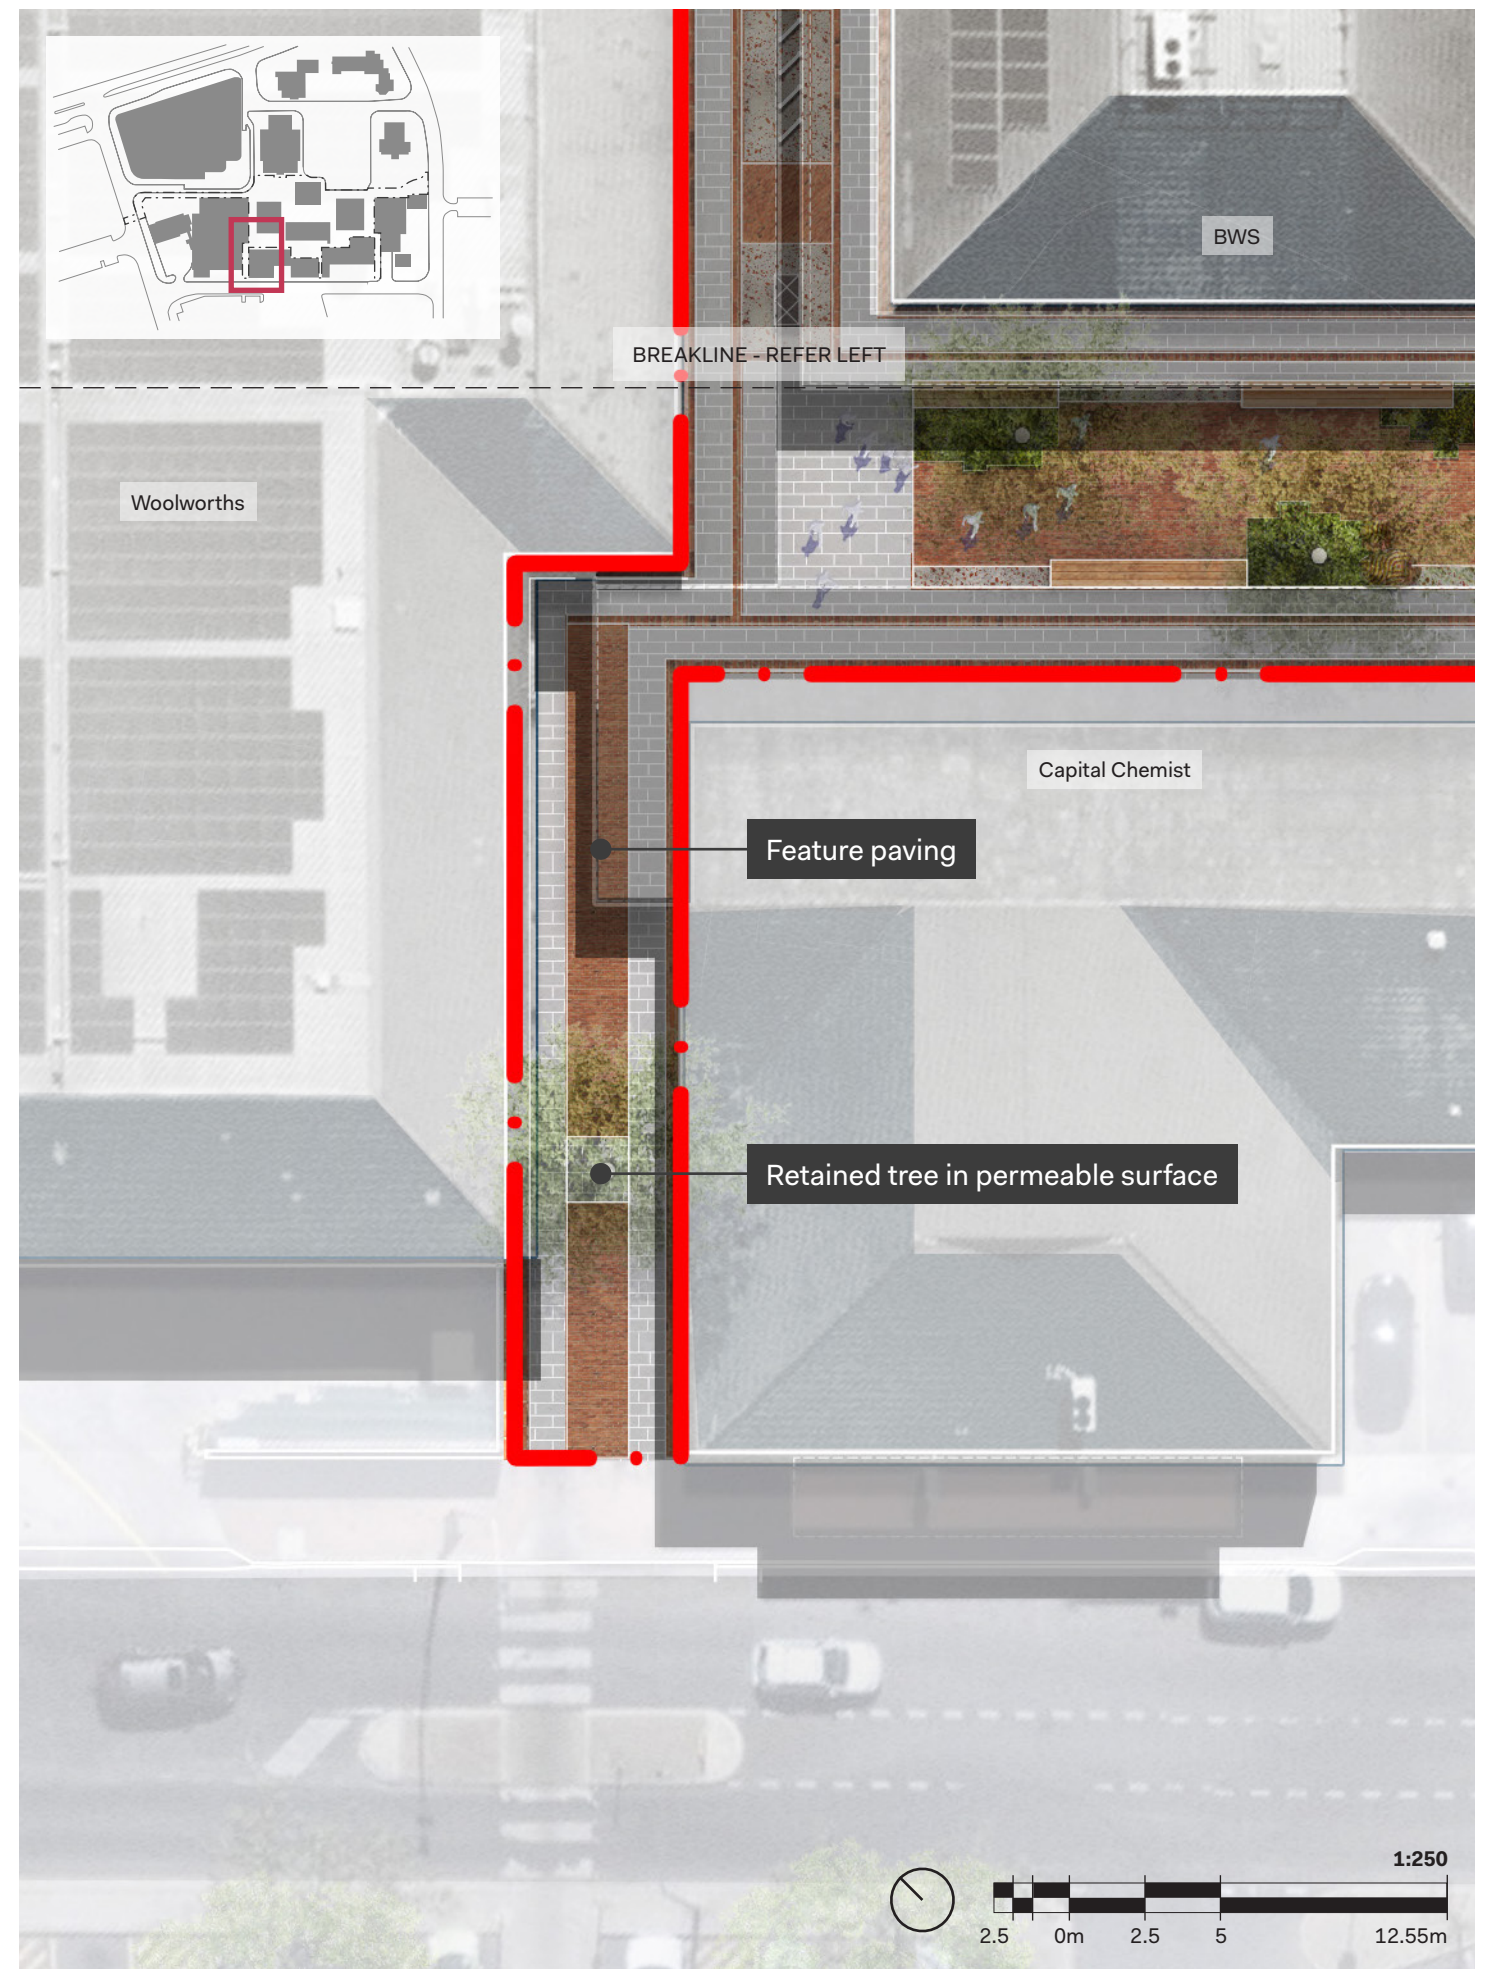 BWS
BREAKLINE - REFER LEFT
Woolworths
Capital Chemist
Feature paving
Retained tree in permeable surface
1:250
2.5 0m 2.5 5 12.55m